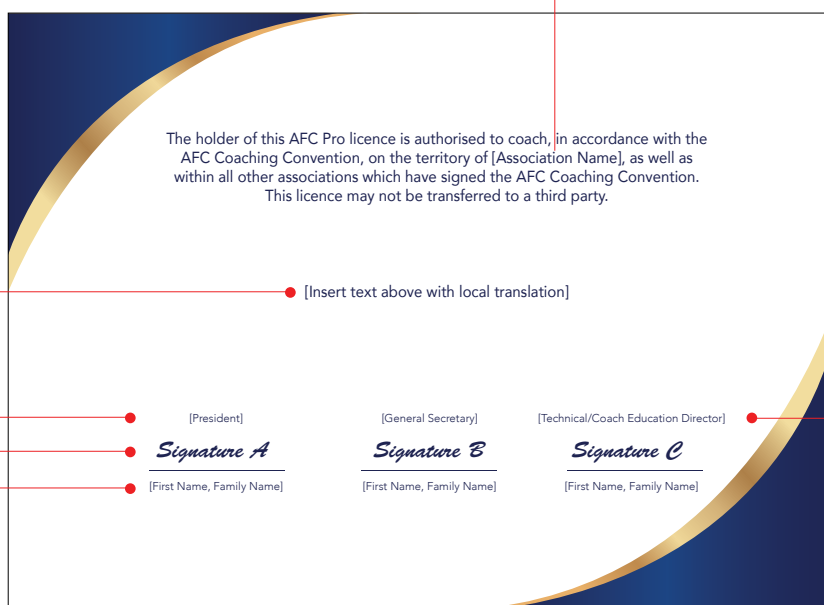 The holder of this AFC Pro licence is authorised to coach, in accordance with the
AFC Coaching Convention, on the territory of [Association Name], as well as
within all other associations which have signed the AFC Coaching Convention.
This licence may not be transferred to a third party.
[Insert text above with local translation]
[President] [General Secretary] [Technical/Coach Education Director]
Signature A Signature B Signature C
[First Name, Family Name] [First Name, Family Name] [First Name, Family Name]